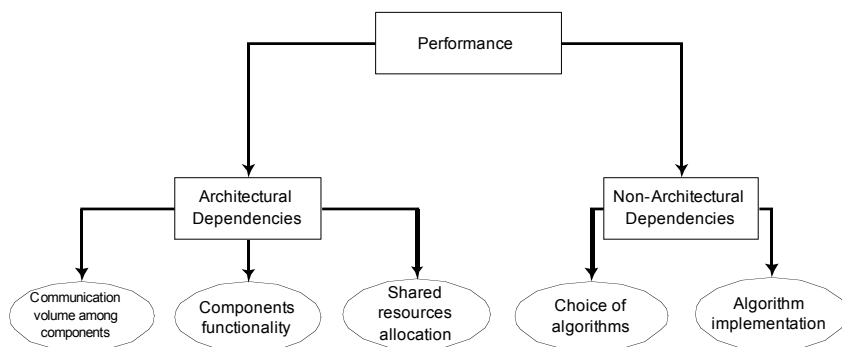 Performance
Architectural
Dependencies
Non-Architectural
Dependencies
Communication
volume among
components
Components
functionality
Shared
resources
allocation
Choice of
algorithms
Algorithm
implementation